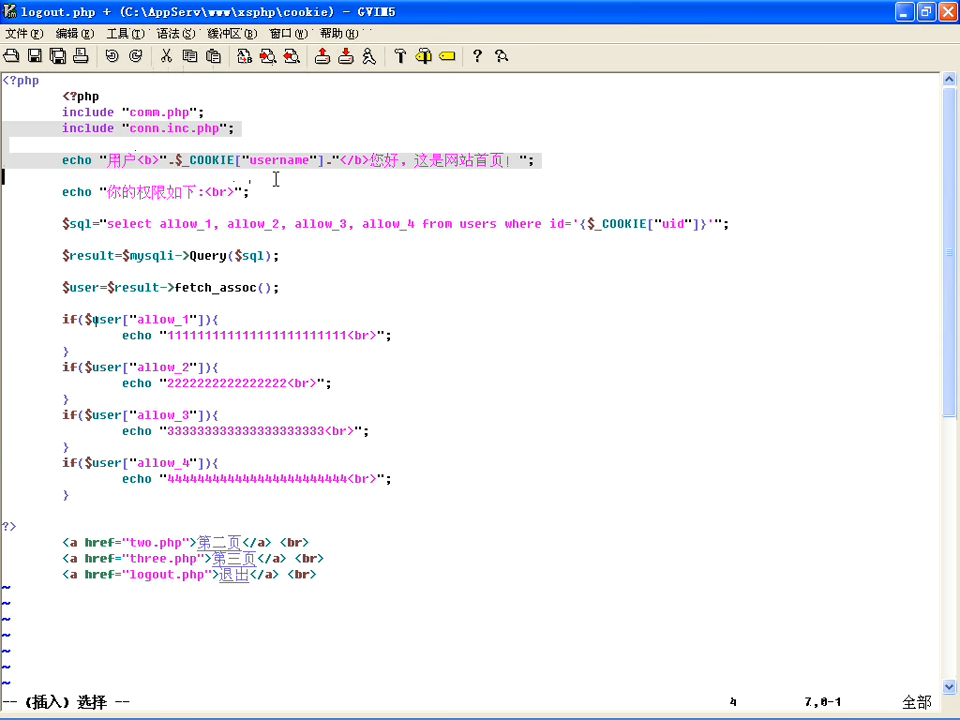 logout.php + (C:\AppServ\www\xsphp\cookie) - GVIM5
文件(F) 编辑(E) 工具(T) 语法(S) 缓冲区(B) 窗口(W) 帮助(H)
<?php
<?php
include "comm.php";
include "conn.inc.php";
echo "用户<b>".$_COOKIE["username"]."</b>您好，这是网站首页！";
echo "你的权限如下:<br>";
$sql="select allow_1, allow_2, allow_3, allow_4 from users where id='{$_COOKIE["uid"]}'";
$result=$mysqli->Query($sql);
$user=$result->fetch_assoc();
if($user["allow_1"]){
echo "111111111111111111111111<br>";
}
if($user["allow_2"]){
echo "2222222222222222<br>";
}
if($user["allow_3"]){
echo "333333333333333333333<br>";
}
if($user["allow_4"]){
echo "444444444444444444444444<br>";
}
?>
<a href="two.php">第二页</a> <br>
<a href="three.php">第三页</a> <br>
<a href="logout.php">退出</a> <br>
~
~
~
~
~
~
~
-- (插入) 选择 -- 4 7,0-1 全部